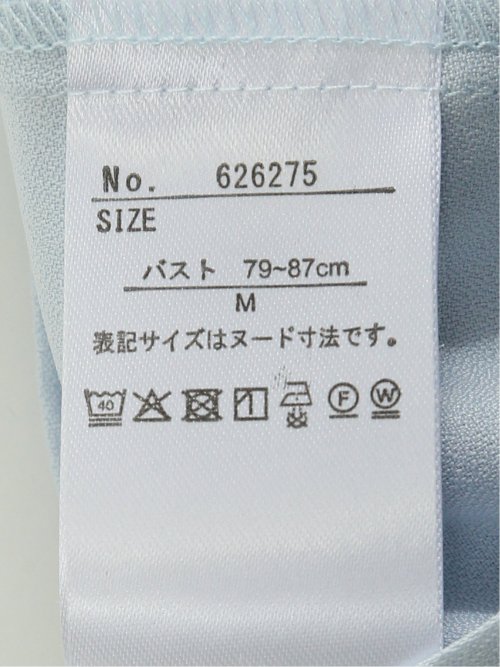 No. 626275
SIZE
バスト 79~87cm
M
表記サイズはヌード寸法です。
40 F W